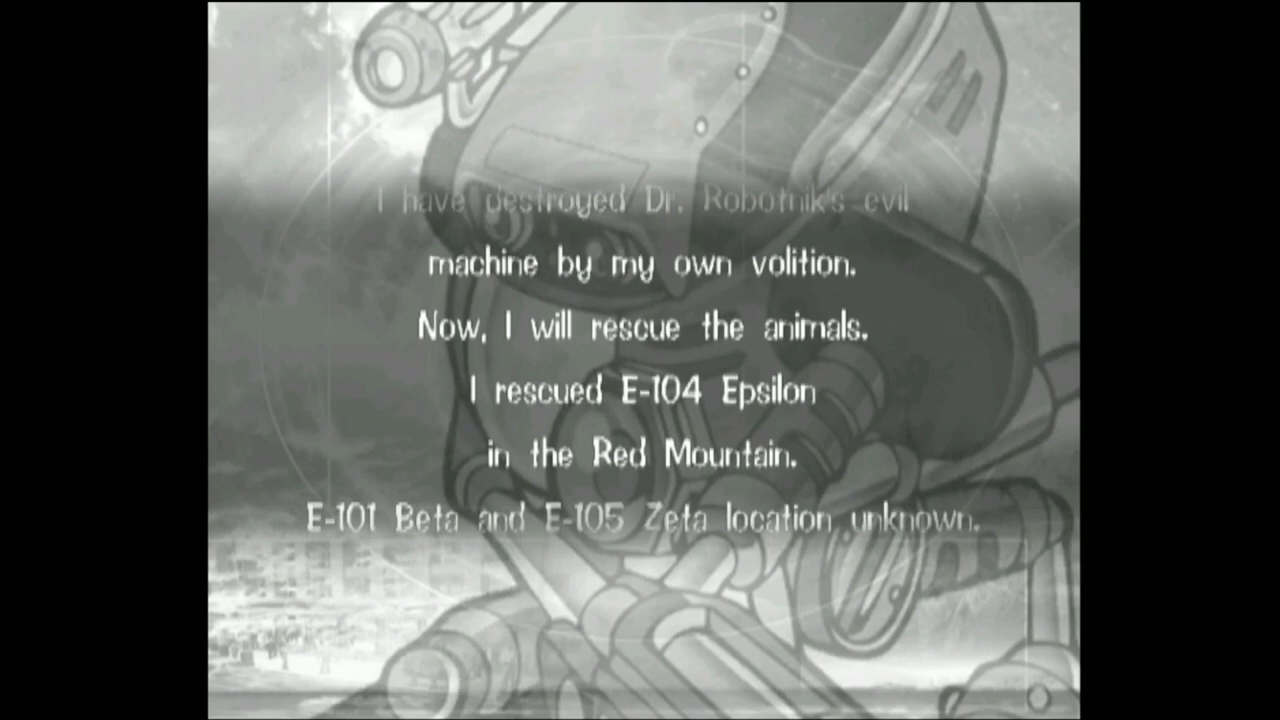 I have destroyed Dr. Robotnik's evil
machine by my own volition.
Now, I will rescue the animals.
I rescued E-104 Epsilon
in the Red Mountain.
E-101 Beta and E-105 Zeta location unknown.